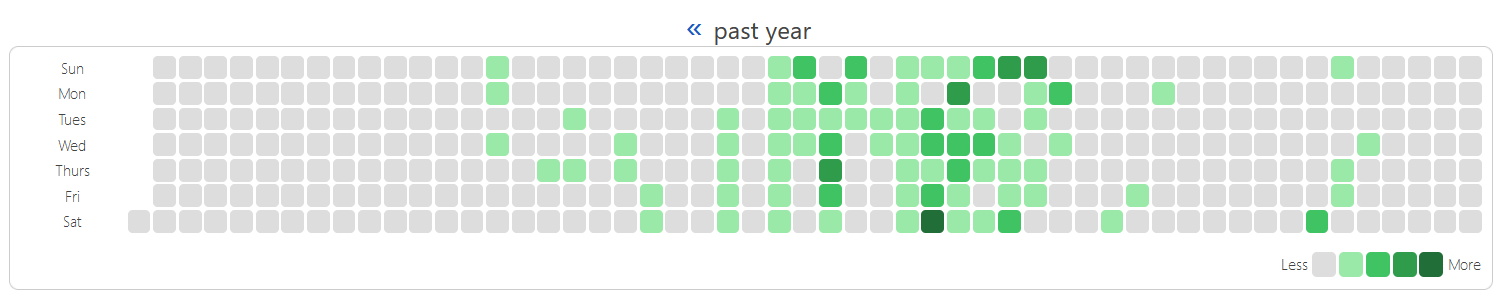 « past year
Sun
Mon
Tues
Wed
Thurs
Fri
Sat
Less More